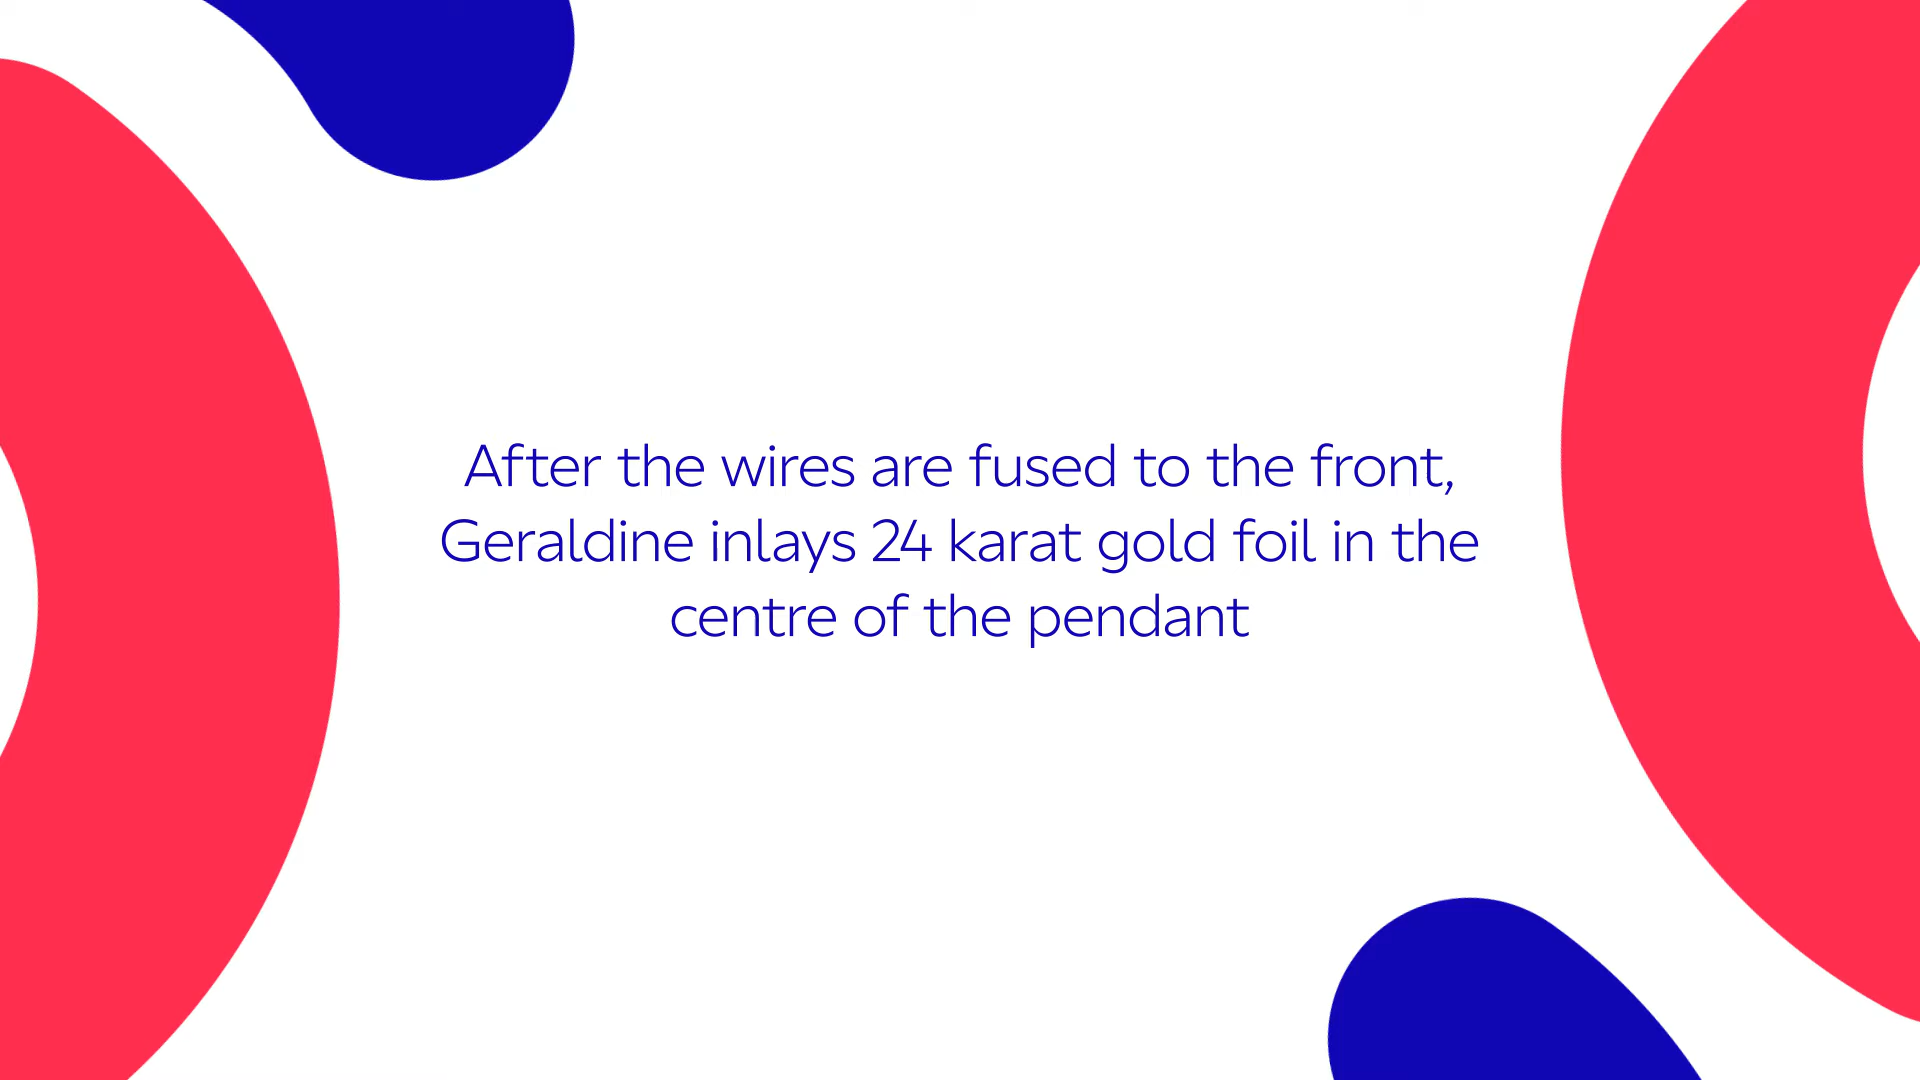 After the wires are fused to the front,
Geraldine inlays 24 karat gold foil in the
centre of the pendant